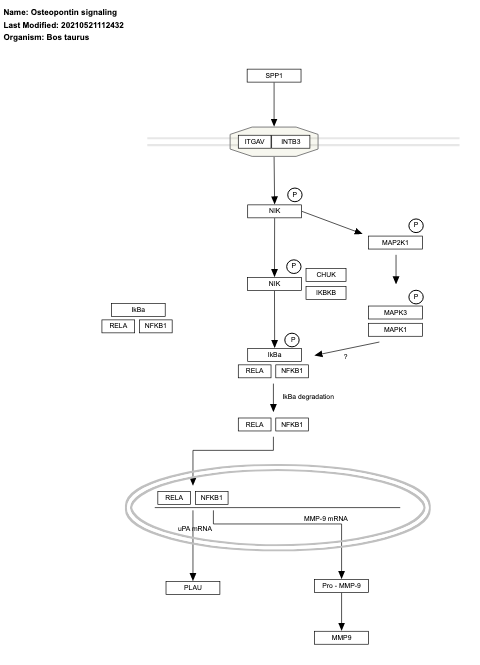 Name: Osteopontin signaling
Last Modified: 20210521112432
Organism: Bos taurus
SPP1
ITGAV INTB3
P
NIK
P
MAP2K1
P
NIK
CHUK
IKBKB
P
MAPK3
MAPK1
IkBa
RELA NFKB1
P
IkBa
RELA NFKB1
?
IkBa degradation
RELA NFKB1
RELA NFKB1
MMP-9 mRNA
uPA mRNA
PLAU
Pro - MMP-9
MMP9